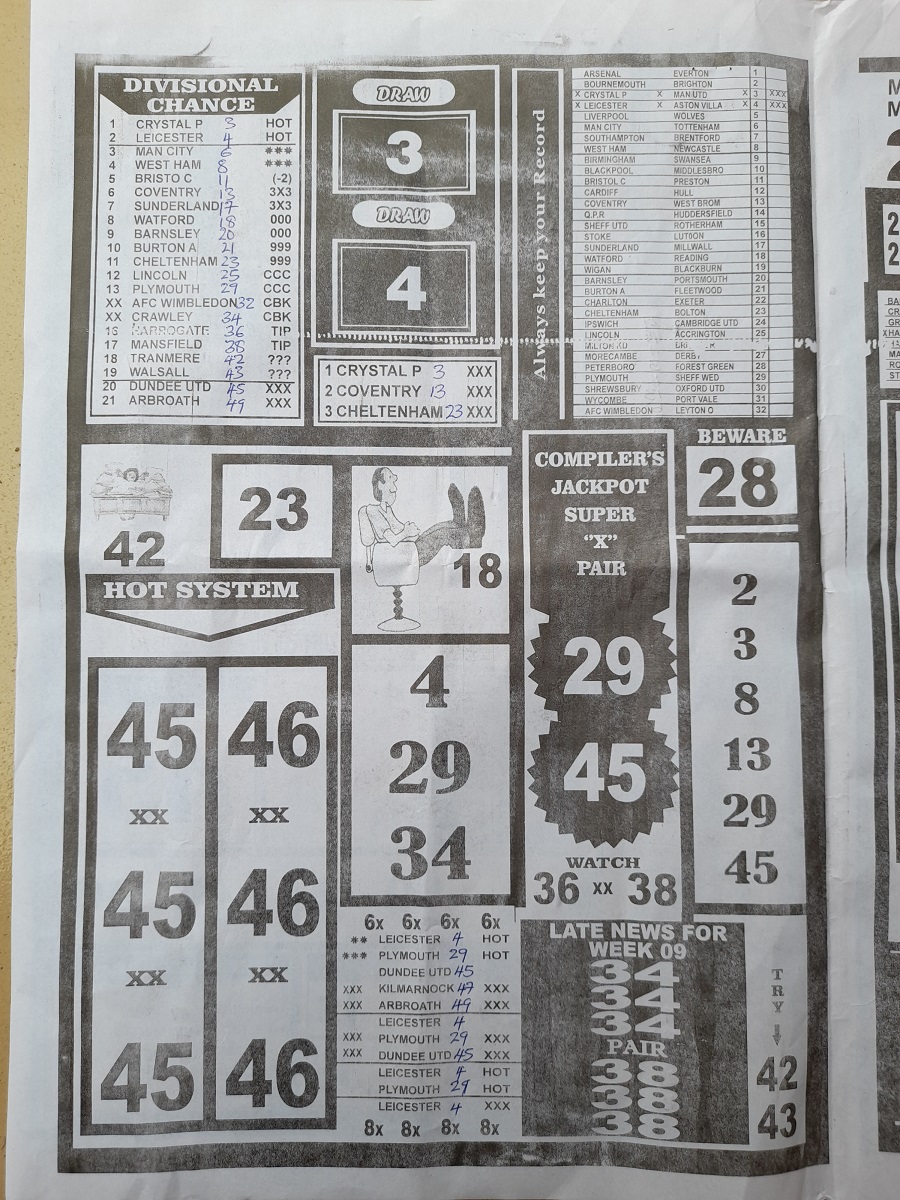 DIVISIONAL
CHANCE
1 CRYSTAL P 3 HOT
2 LEICESTER 4 HOT
3 MAN CITY 6 ***
4 WEST HAM 8 ***
5 BRISTO C 11 (-2)
6 COVENTRY 13 3X3
7 SUNDERLAND 17 3X3
8 WATFORD 18 000
9 BARNSLEY 20 000
10 BURTON A 21 999
11 CHELTENHAM 23 999
12 LINCOLN 25 CCC
13 PLYMOUTH 29 CCC
XX AFC WIMBLEDON 32 CBK
XX CRAWLEY 34 CBK
16 HARROGATE 36 TIP
17 MANSFIELD 38 TIP
18 TRANMERE 42 ???
19 WALSALL 43 ???
20 DUNDEE UTD 45 XXX
21 ARBROATH 49 XXX
DRAW
3
DRAW
4
1 CRYSTAL P 3 XXX
2 COVENTRY 13 XXX
3 CHELTENHAM 23 XXX
Always keep your Record
ARSENAL EVERTON 1
BOURNEMOUTH BRIGHTON 2
X CRYSTAL P X MAN UTD X 3 XXX
X LEICESTER X ASTON VILLA X 4 XXX
LIVERPOOL WOLVES 5
MAN CITY TOTTENHAM 6
SOUTHAMPTON BRENTFORD 7
WEST HAM NEWCASTLE 8
BIRMINGHAM SWANSEA 9
BLACKPOOL MIDDLESBRO 10
BRISTOL C PRESTON 11
CARDIFF HULL 12
COVENTRY WEST BROM 13
Q.P.R HUDDERSFIELD 14
SHEFF UTD ROTHERHAM 15
STOKE LUTOON 16
SUNDERLAND MILLWALL 17
WATFORD READING 18
WIGAN BLACKBURN 19
BARNSLEY PORTSMOUTH 20
BURTON A FLEETWOOD 21
CHARLTON EXETER 22
CHELTENHAM BOLTON 23
IPSWICH CAMBRIDGE UTD 24
LINCOLN ACCRINGTON 25
MORECAMBE DERBY 27
PETERBORO FOREST GREEN 28
PLYMOUTH SHEFF WED 29
SHREWSBURY OXFORD UTD 30
WYCOMBE PORT VALE 31
AFC WIMBLEDON LEYTON O 32
42
23
18
HOT SYSTEM
45 46
XX XX
45 46
XX XX
45 46
4
29
34
6x 6x 6x 6x
** LEICESTER 4 HOT
*** PLYMOUTH 29 HOT
DUNDEE UTD 45
XXX KILMARNOCK 47 XXX
XXX ARBROATH 49 XXX
LEICESTER 4
XXX PLYMOUTH 29 XXX
XXX DUNDEE UTD 45 XXX
LEICESTER 4 HOT
PLYMOUTH 29 HOT
LEICESTER 4 XXX
8x 8x 8x 8x
COMPILER'S
JACKPOT
SUPER
"X"
PAIR
29
45
WATCH
36 XX 38
BEWARE
28
2
3
8
13
29
45
LATE NEWS FOR
WEEK 09
34
34
34
PAIR
38
38
38
TRY
42
43